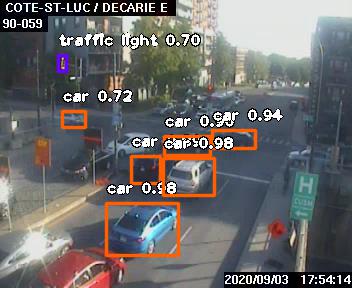 COTE-ST-LUC / DECARIE E
90-059
traffic light 0.70
car 0.72
car 0.94
car 0.98
car 0.98
H
CUSM
2020/09/03 17:54:14